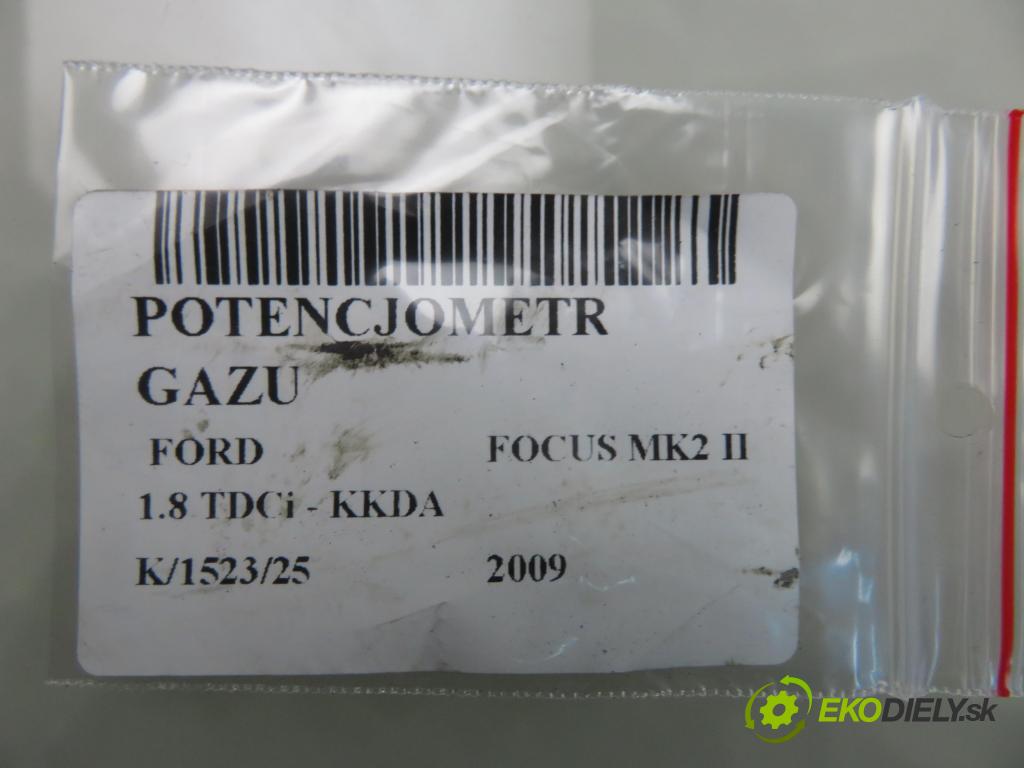 POTENCJOMETR
GAZU
FORD FOCUS MK2 II
1.8 TDCi - KKDA
K/1523/25 2009
EKODIELY.sk